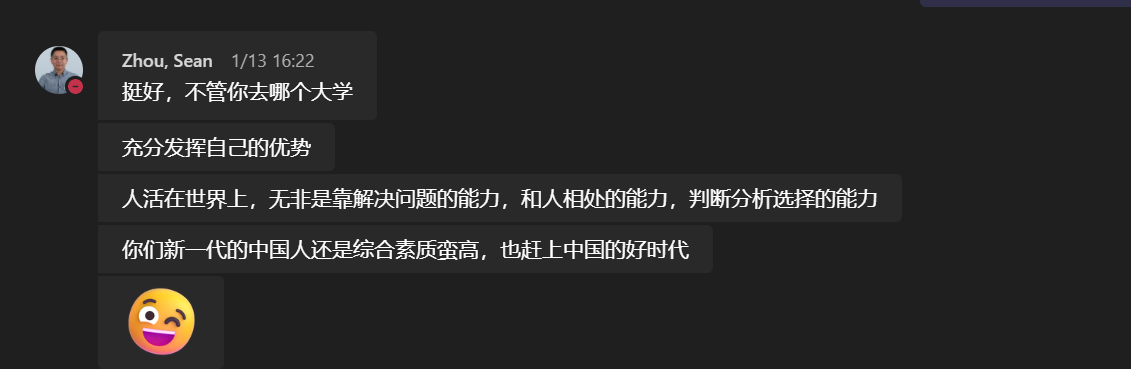 Zhou, Sean 1/13 16:22
挺好，不管你去哪个大学
充分发挥自己的优势
人活在世界上，无非是靠解决问题的能力，和人相处的能力，判断分析选择的能力
你们新一代的中国人还是综合素质蛮高，也赶上中国的好时代